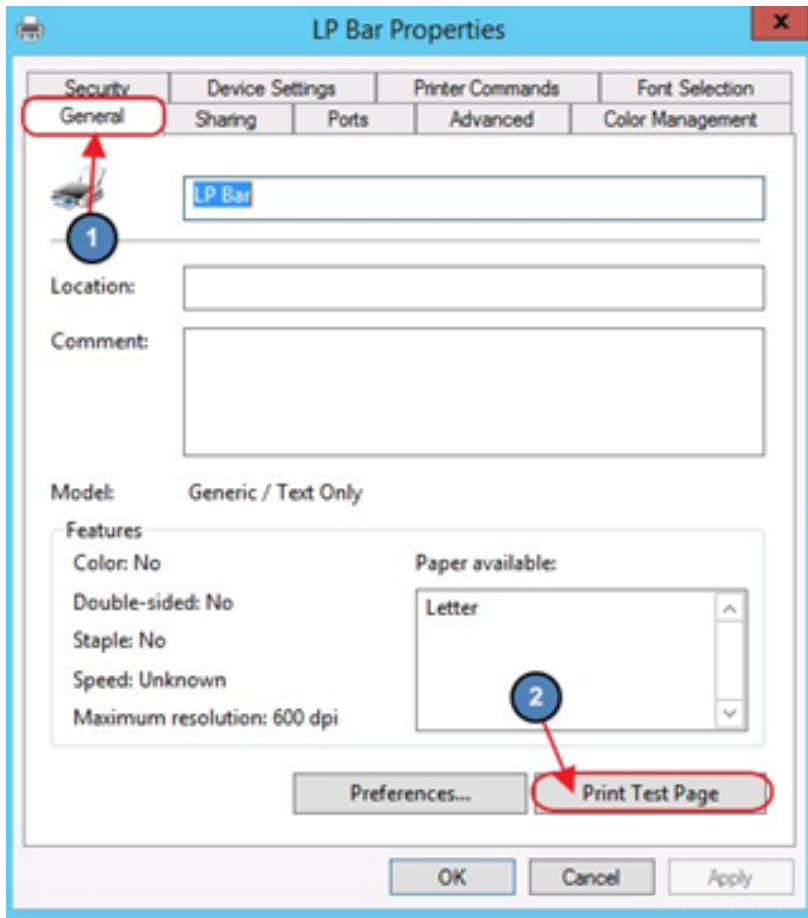 LP Bar Properties
x
Security Device Settings Printer Commands Font Selection
General Sharing Ports Advanced Color Management
LP Bar
1
Location:
Comment:
Model: Generic / Text Only
Features
Color: No
Paper available:
Double-sided: No
Letter
Staple: No
Speed: Unknown
2
Maximum resolution: 600 dpi
Preferences... Print Test Page
OK Cancel Apply